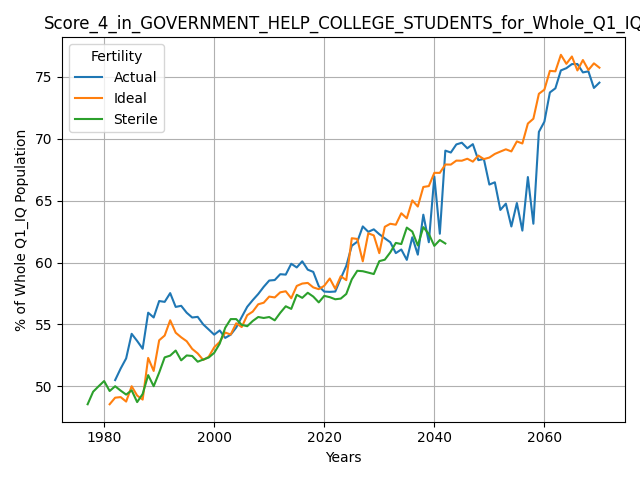 Score_4_in_GOVERNMENT_HELP_COLLEGE_STUDENTS_for_Whole_Q1_IQ
Fertility
Actual
Ideal
Sterile
% of Whole Q1_IQ Population
75
70
65
60
55
50
1980
2000
2020
2040
2060
Years